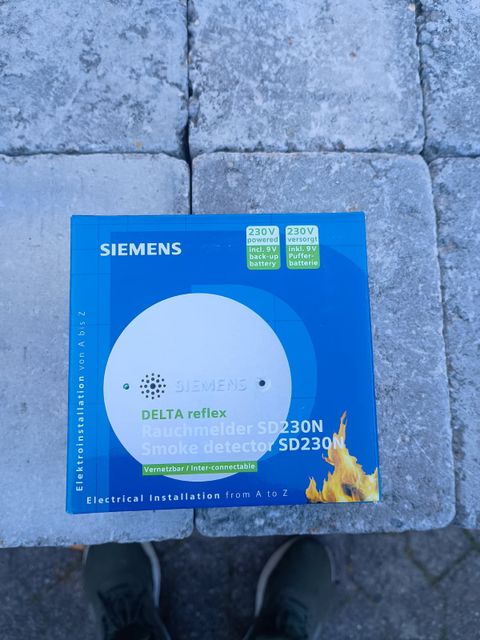 SIEMENS
230V
powered
incl. 9V
back-up
battery
230V
versorgt
inkl. 9V
Puffer-
batterie
Elektroinstallation von A bis Z
SIEMENS
DELTA reflex
Rauchmelder SD230N
Smoke detector SD230N
Vernetzbar / Inter-connectable
Electrical Installation from A to Z